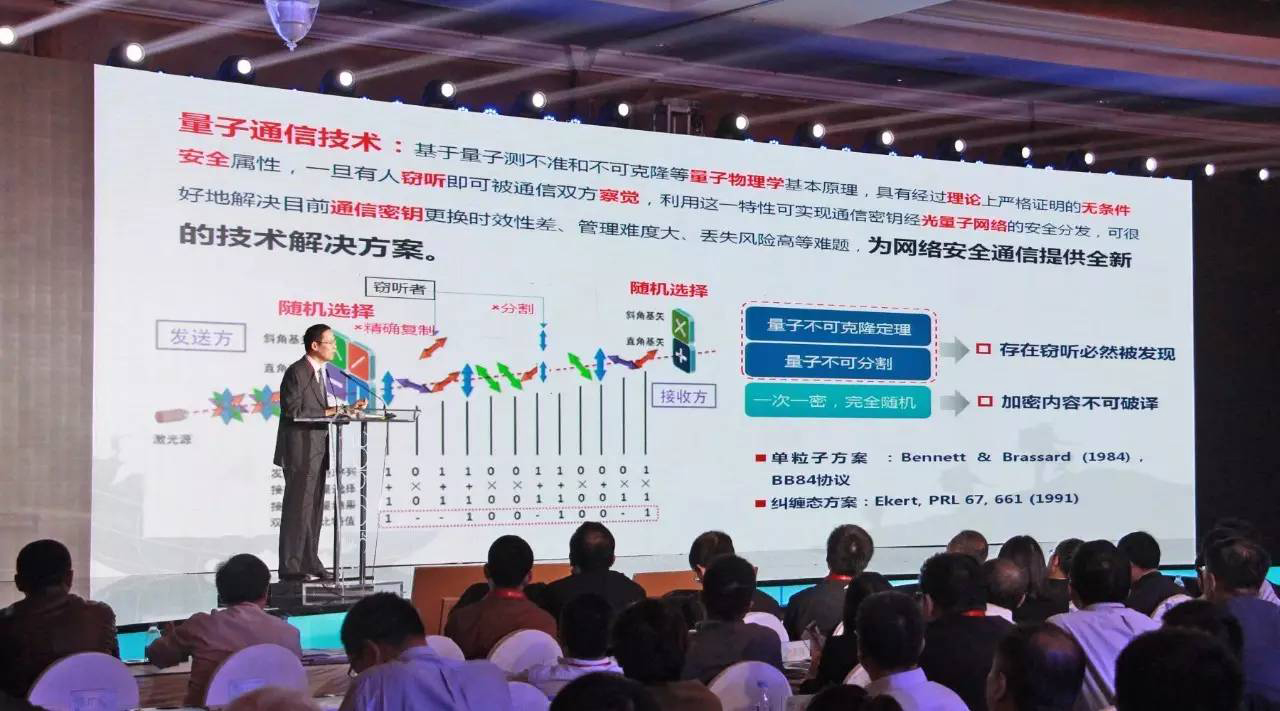 量子通信技术：基于量子测不准和不可克隆等量子物理学基本原理，具有经过理论上严格证明的无条件
安全属性，一旦有人窃听即可被通信双方察觉，利用这一特性可实现通信密钥经光量子网络的安全分发，可很
好地解决目前通信密钥更换时效性差、管理难度大、丢失风险高等难题，为网络安全通信提供全新
的技术解决方案。
窃听者
随机选择
×精确复制
×分割
随机选择
发送方
斜角基
直角
斜角基矢
直角基矢
接收方
激光源
1 0 1 1 0 0 1 1 0 0 0 1
+ × + + × × + + × + × ×
1 0 1 1 0 0 1 1 0 0 1 1
1 - - 1 0 0 - 1 0 0 - 1
量子不可克隆定理
量子不可分割
存在窃听必然被发现
一次一密，完全随机
加密内容不可破译
单粒子方案 ：Bennett & Brassard (1984) ,
BB84协议
纠缠态方案：Ekert, PRL 67, 661 (1991)